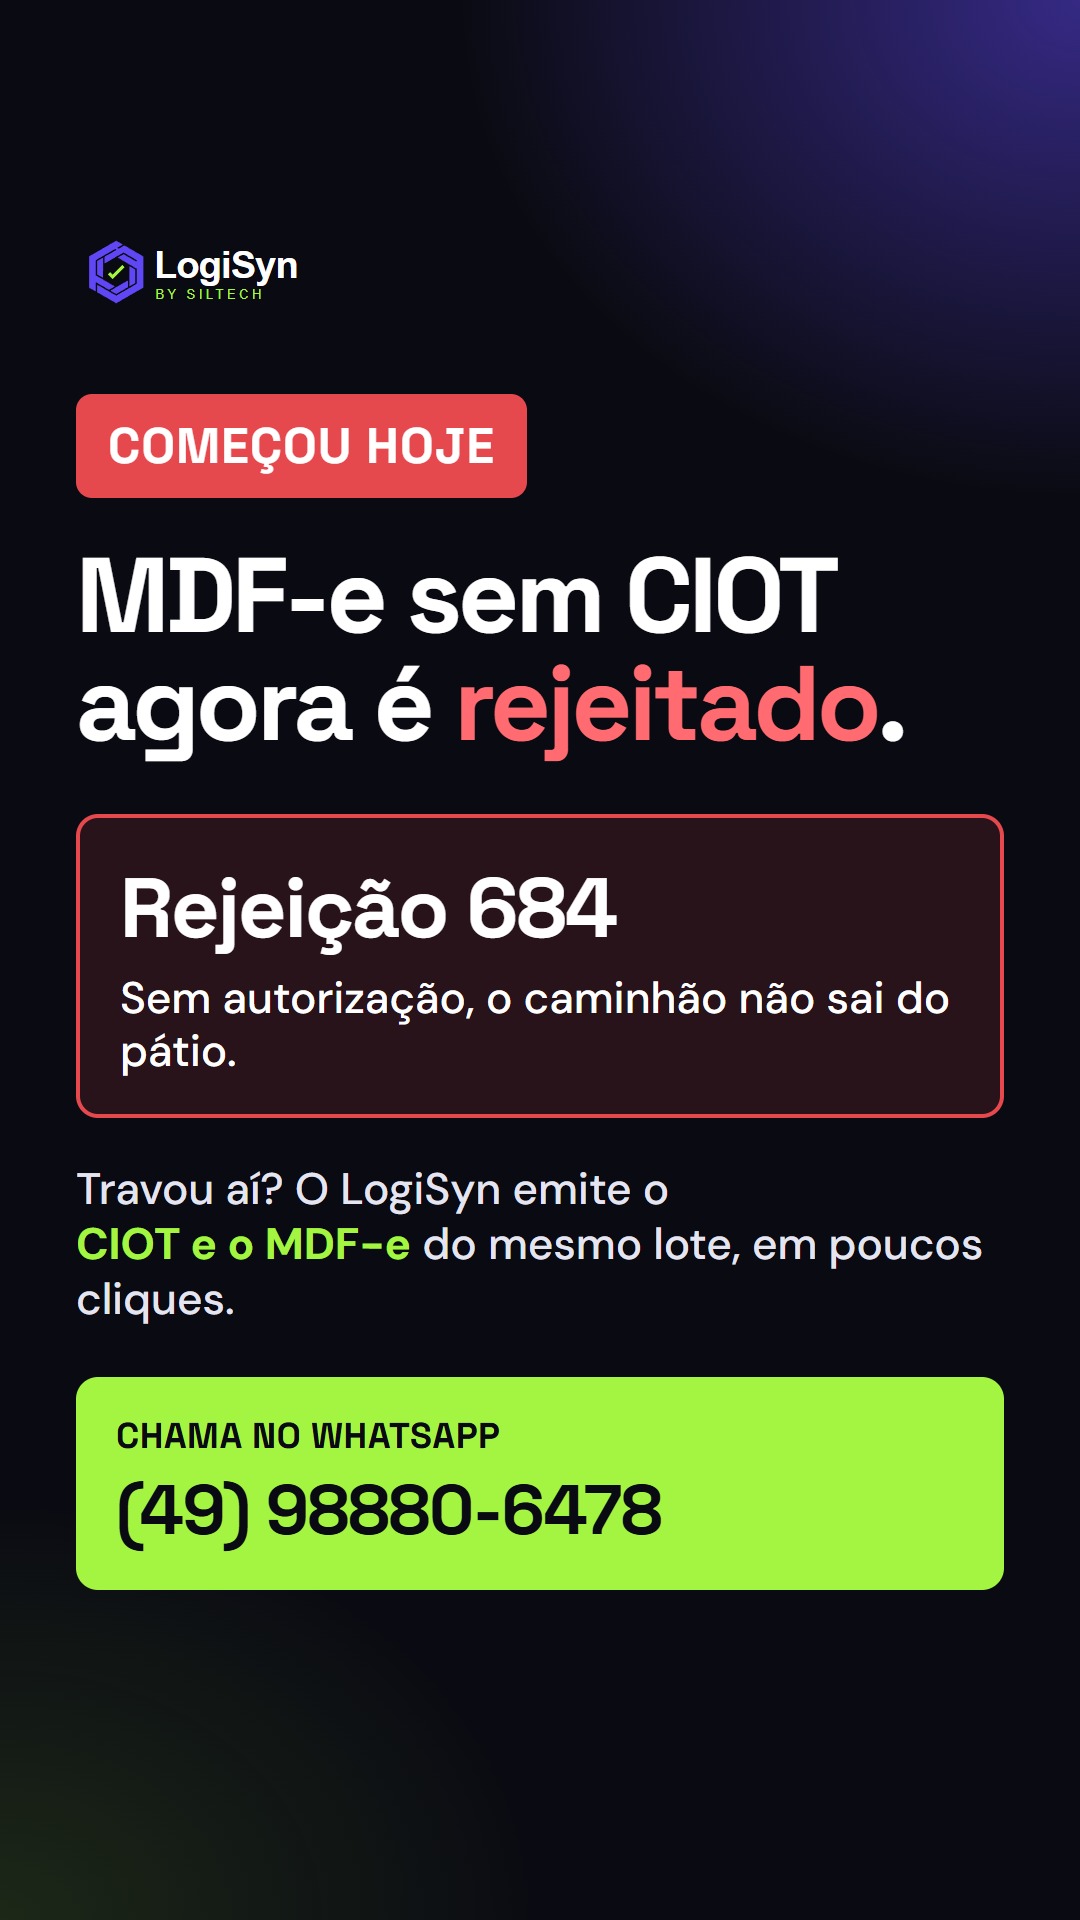 LogiSyn
BY SILTECH
COMEÇOU HOJE
MDF-e sem CIOT
agora é rejeitado.
Rejeição 684
Sem autorização, o caminhão não sai do
pátio.
Travou aí? O LogiSyn emite o
CIOT e o MDF-e do mesmo lote, em poucos
cliques.
CHAMA NO WHATSAPP
(49) 98880-6478